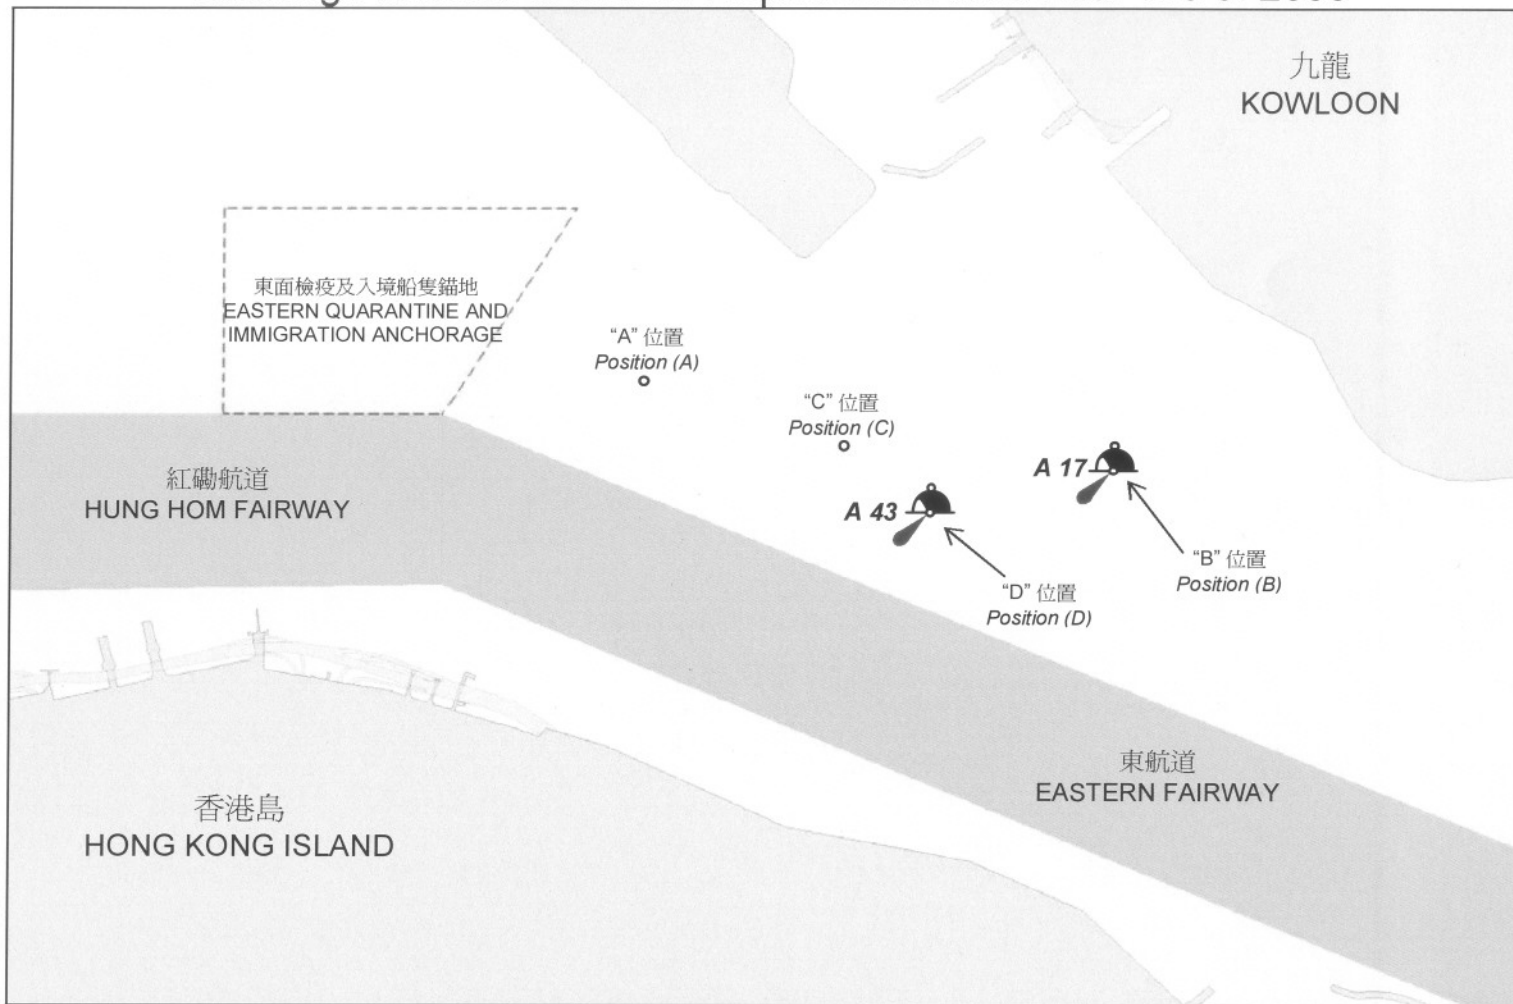 九龍
KOWLOON
東面檢疫及入境船隻錨地
EASTERN QUARANTINE AND
IMMIGRATION ANCHORAGE
“A” 位置
Position (A)
“C” 位置
Position (C)
A 17
A 43
紅磡航道
HUNG HOM FAIRWAY
“B” 位置
Position (B)
“D” 位置
Position (D)
東航道
EASTERN FAIRWAY
香港島
HONG KONG ISLAND